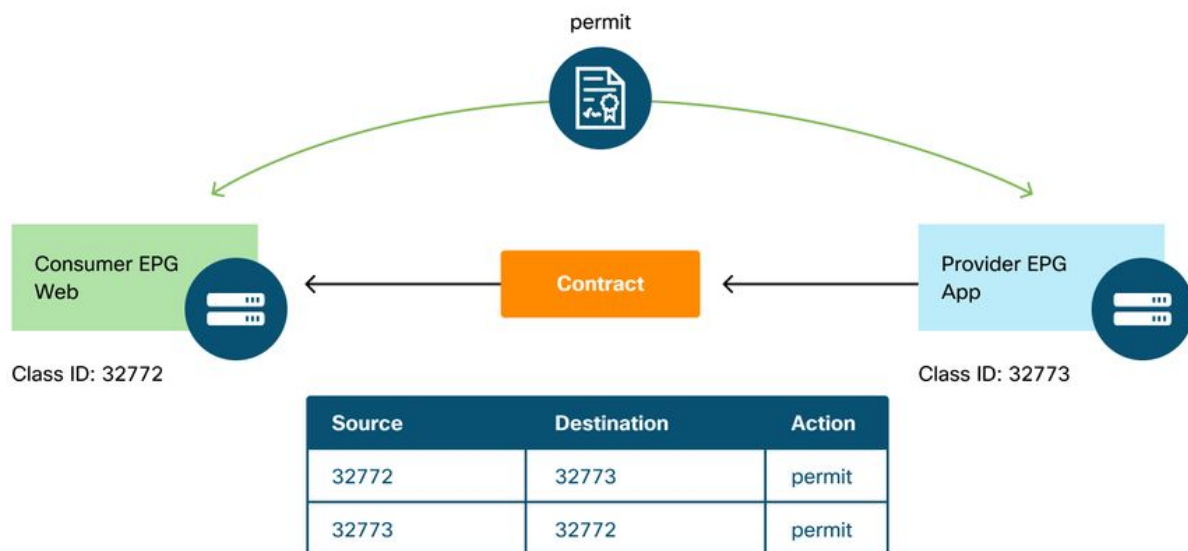 permit
Consumer EPG
Web
Contract
Provider EPG
App
Class ID: 32772
Class ID: 32773
Source Destination Action
32772 32773 permit
32773 32772 permit